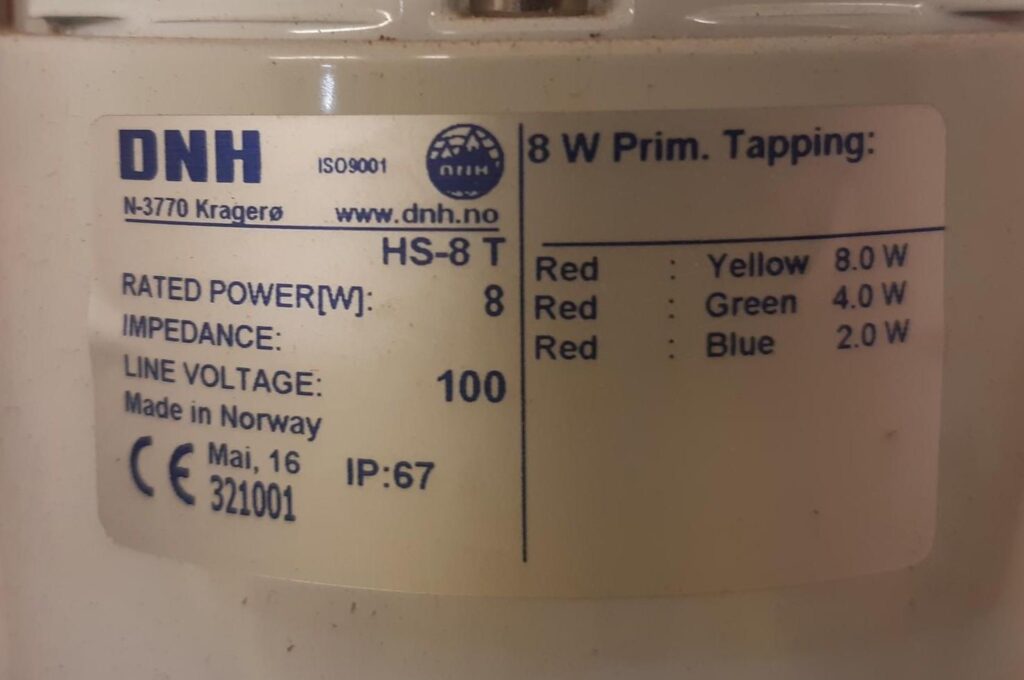 DNH
ISO9001
DNH
N-3770 Kragerø
www.dnh.no
HS-8 T
RATED POWER[W]: 8
IMPEDANCE:
LINE VOLTAGE: 100
Made in Norway
CE Mai, 16 IP:67
321001
8 W Prim. Tapping:
Red : Yellow 8.0 W
Red : Green 4.0 W
Red : Blue 2.0 W